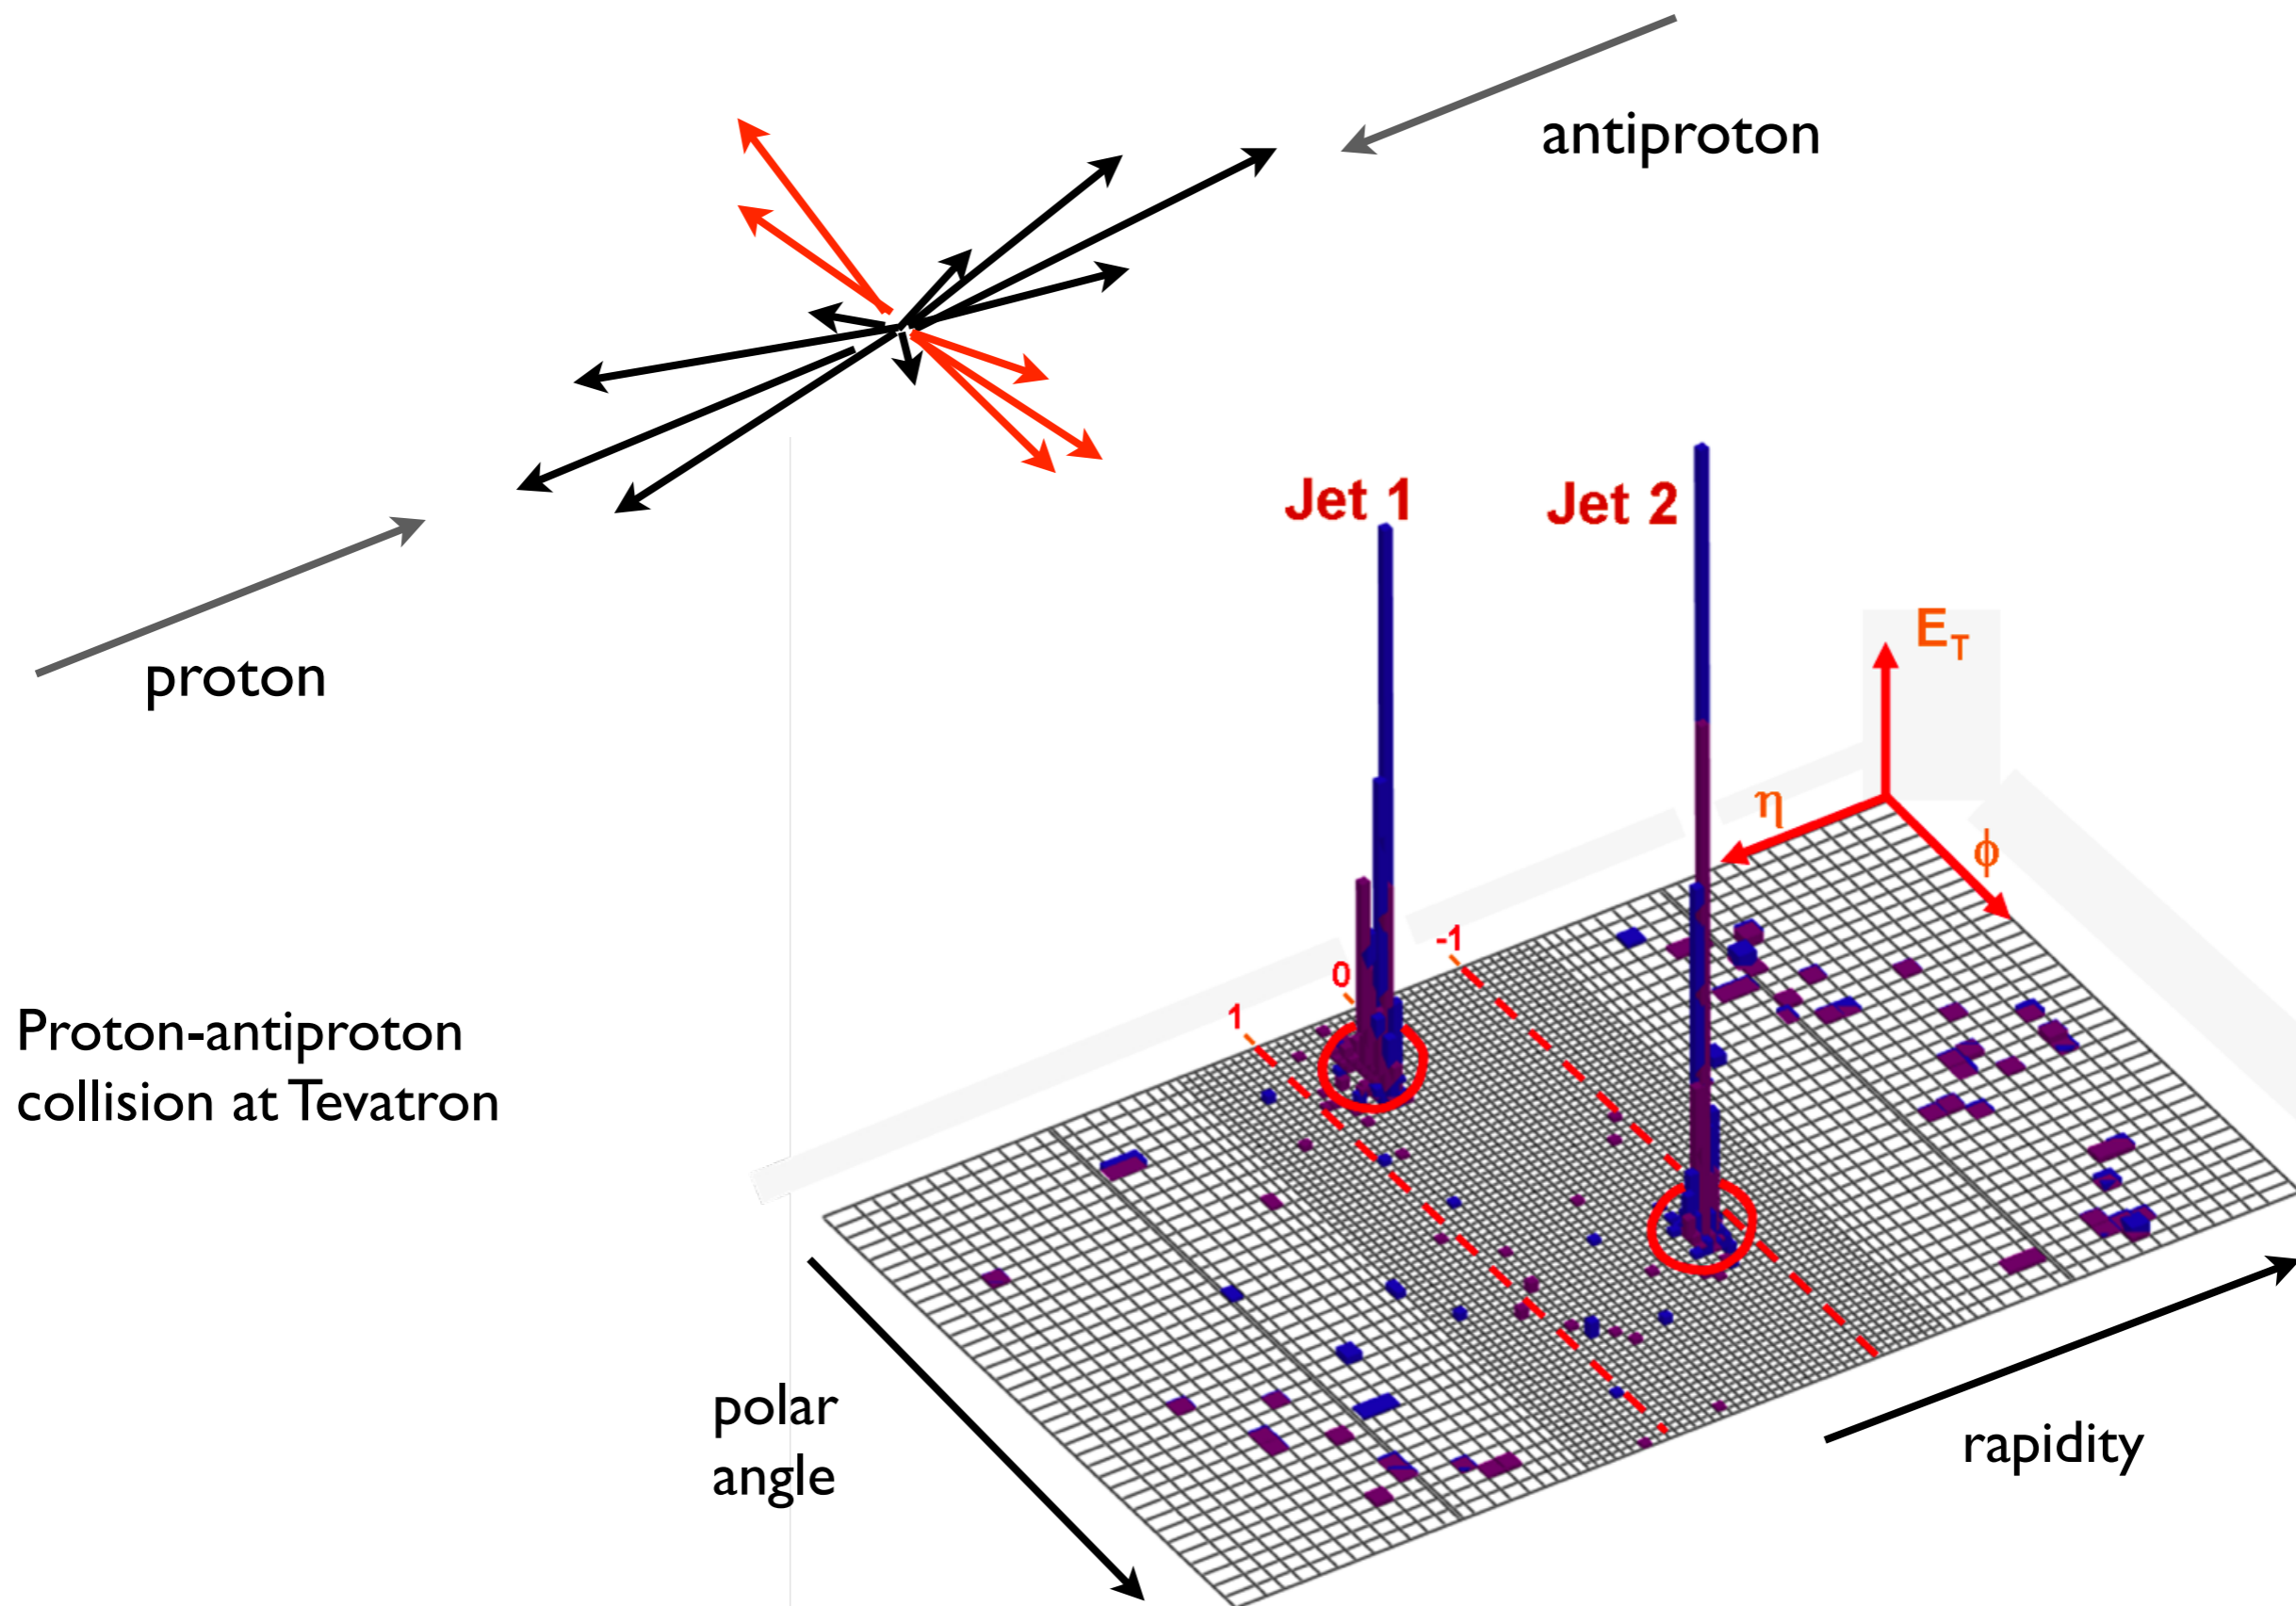 antiproton
proton
Jet 1
Jet 2
E_T
η
ϕ
-1
0
1
Proton-antiproton
collision at Tevatron
polar
angle
rapidity